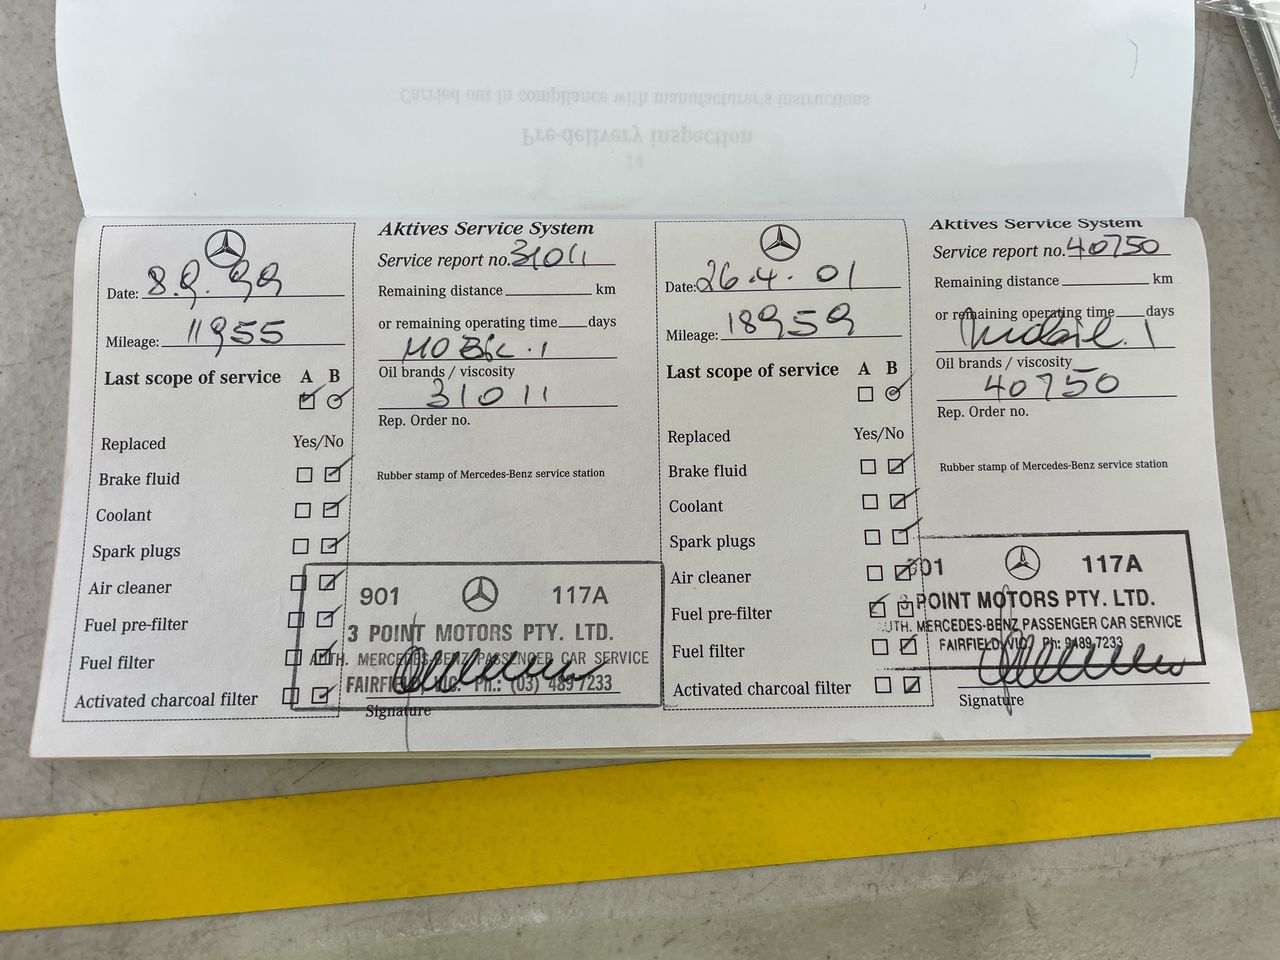 Carried out in compliance with manufacturer's instructions
Pre-delivery inspection
14
Aktives Service System
Service report no. 31011
Date: 8.9.99
Remaining distance km
or remaining operating time days
Mileage: 11955
MOBIL.1
Oil brands / viscosity
Last scope of service A B
31011
Rep. Order no.
Replaced Yes/No
Brake fluid
Rubber stamp of Mercedes-Benz service station
Coolant
Spark plugs
Air cleaner
Fuel pre-filter
Fuel filter
Activated charcoal filter
901 117A
3 POINT MOTORS PTY. LTD.
AUTH. MERCEDES-BENZ PASSENGER CAR SERVICE
FAIRFIELD, VIC. Ph.: (03) 489 7233
Signature
Aktives Service System
Service report no. 40750
Date: 26.4.01
Remaining distance km
or remaining operating time days
Mileage: 18959
Mobil.1
Oil brands / viscosity
Last scope of service A B
40750
Rep. Order no.
Replaced Yes/No
Brake fluid
Rubber stamp of Mercedes-Benz service station
Coolant
Spark plugs
Air cleaner
Fuel pre-filter
Fuel filter
Activated charcoal filter
901 117A
3 POINT MOTORS PTY. LTD.
AUTH. MERCEDES-BENZ PASSENGER CAR SERVICE
FAIRFIELD, VIC. Ph: 9489 7233
Signature